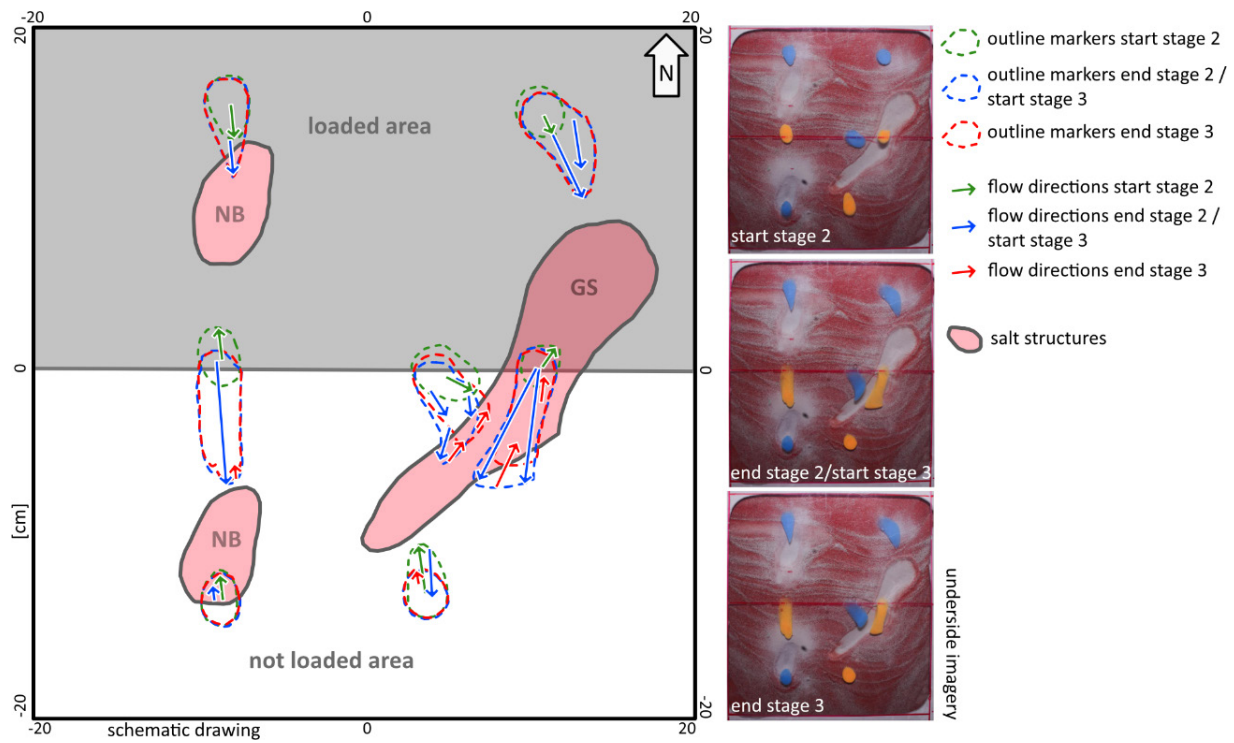 -20
0
20
20
N
loaded area
NB
GS
0
0
[cm]
NB
not loaded area
-20
-20
schematic drawing
0
20
start stage 2
end stage 2/start stage 3
end stage 3
underside imagery
outline markers start stage 2
outline markers end stage 2 /
start stage 3
outline markers end stage 3
flow directions start stage 2
flow directions end stage 2 /
start stage 3
flow directions end stage 3
salt structures